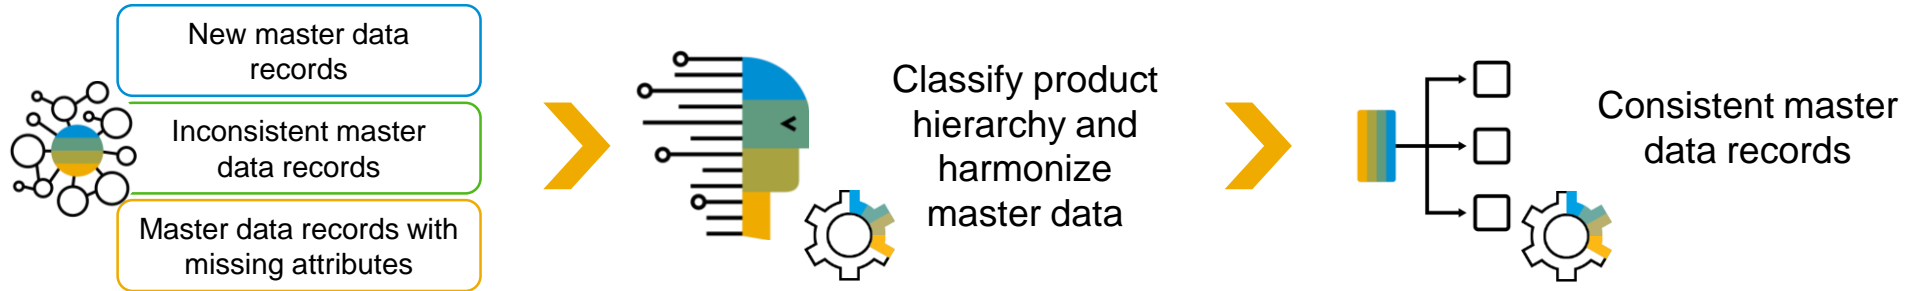 New master data
records
Inconsistent master
data records
Master data records with
missing attributes
Classify product
hierarchy and
harmonize
master data
Consistent master
data records